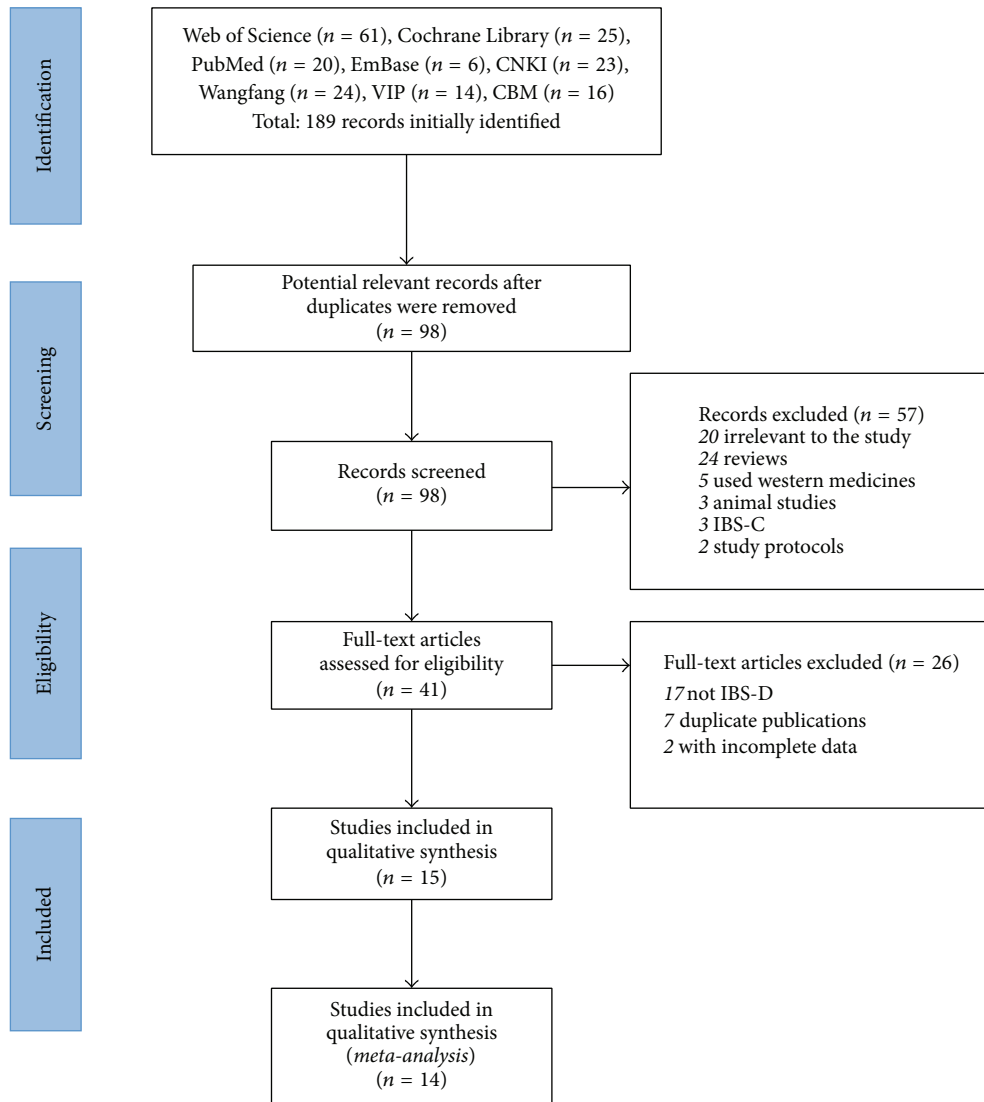 Identification
Web of Science (n = 61), Cochrane Library (n = 25),
PubMed (n = 20), EmBase (n = 6), CNKI (n = 23),
Wangfang (n = 24), VIP (n = 14), CBM (n = 16)
Total: 189 records initially identified
Screening
Potential relevant records after
duplicates were removed
(n = 98)
Records screened
(n = 98)
Records excluded (n = 57)
20 irrelevant to the study
24 reviews
5 used western medicines
3 animal studies
3 IBS-C
2 study protocols
Eligibility
Full-text articles
assessed for eligibility
(n = 41)
Full-text articles excluded (n = 26)
17 not IBS-D
7 duplicate publications
2 with incomplete data
Included
Studies included in
qualitative synthesis
(n = 15)
Studies included in
qualitative synthesis
(meta-analysis)
(n = 14)